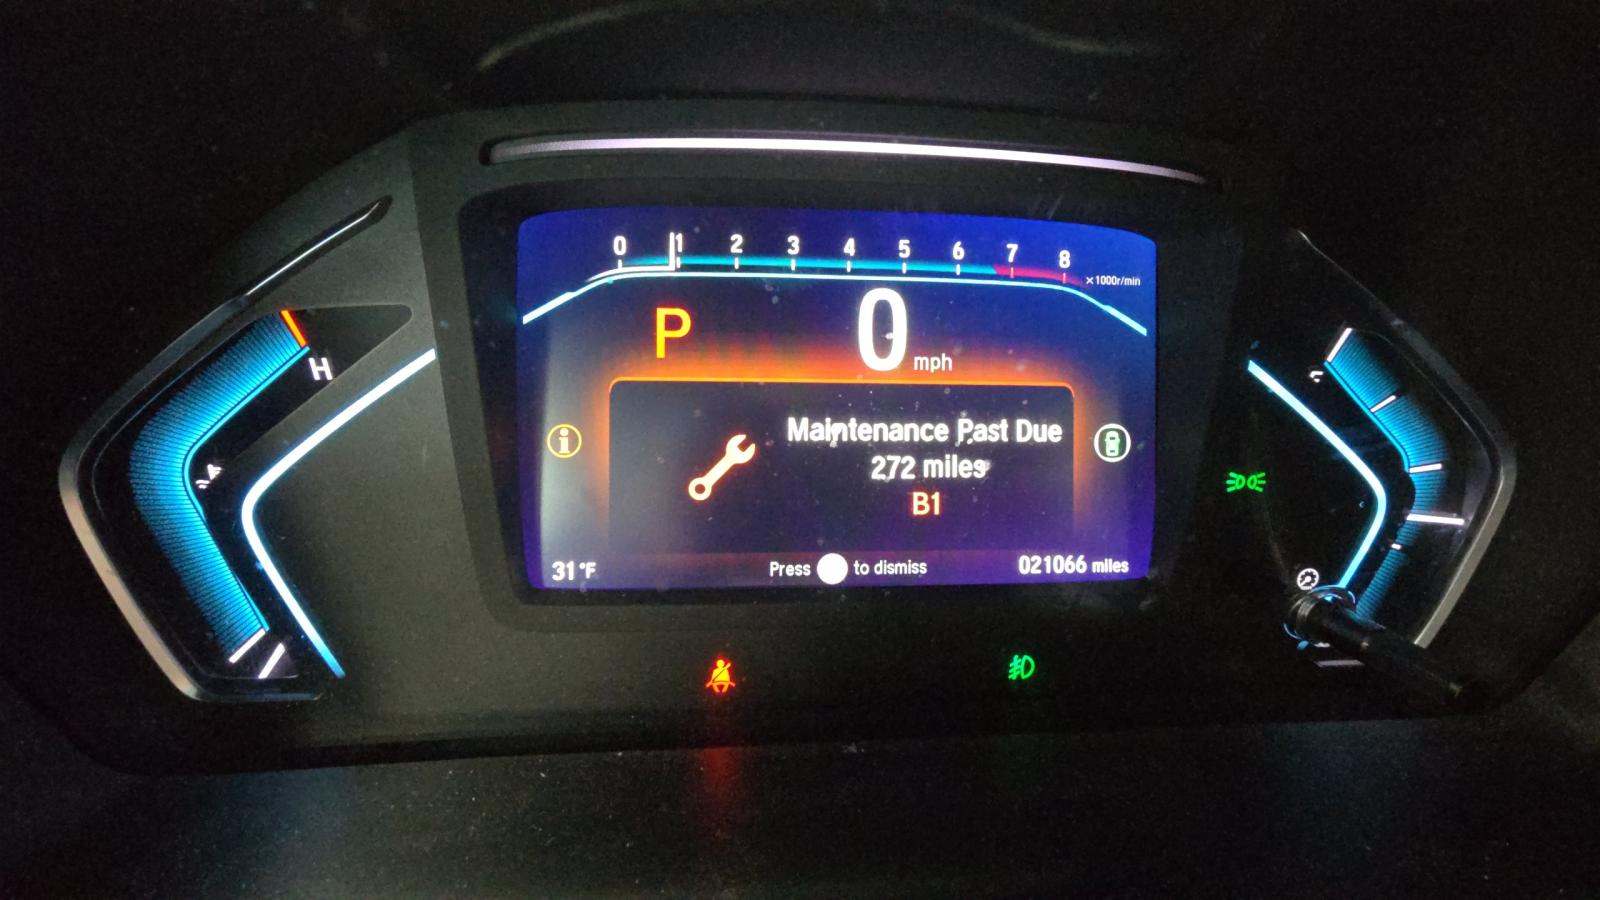 0 1 2 3 4 5 6 7 8
×1000r/min
P 0 mph
H
Maintenance Past Due
272 miles
B1
31°F Press to dismiss 021066 miles